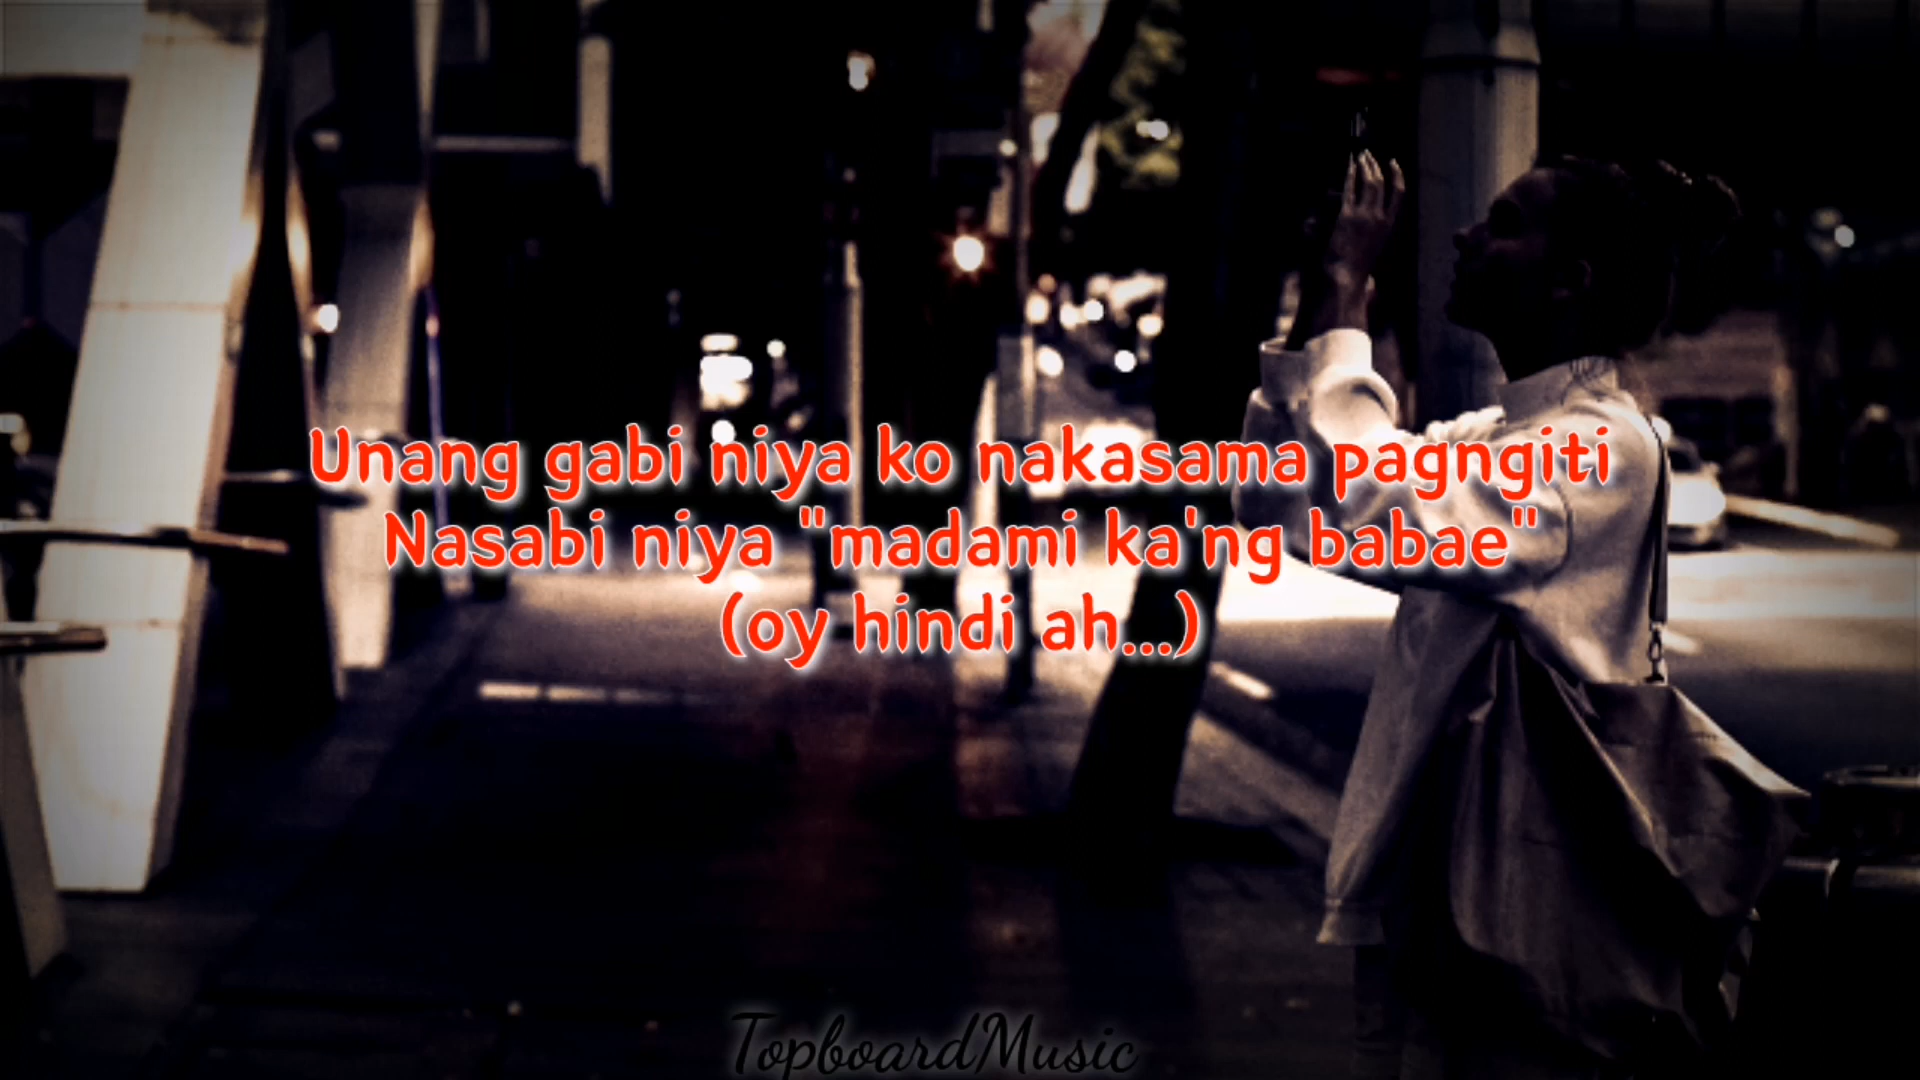 Unang gabi niya ko nakasama pagngiti
Nasabi niya "madami ka'ng babae"
(oy hindi ah...)
TopboardMusic